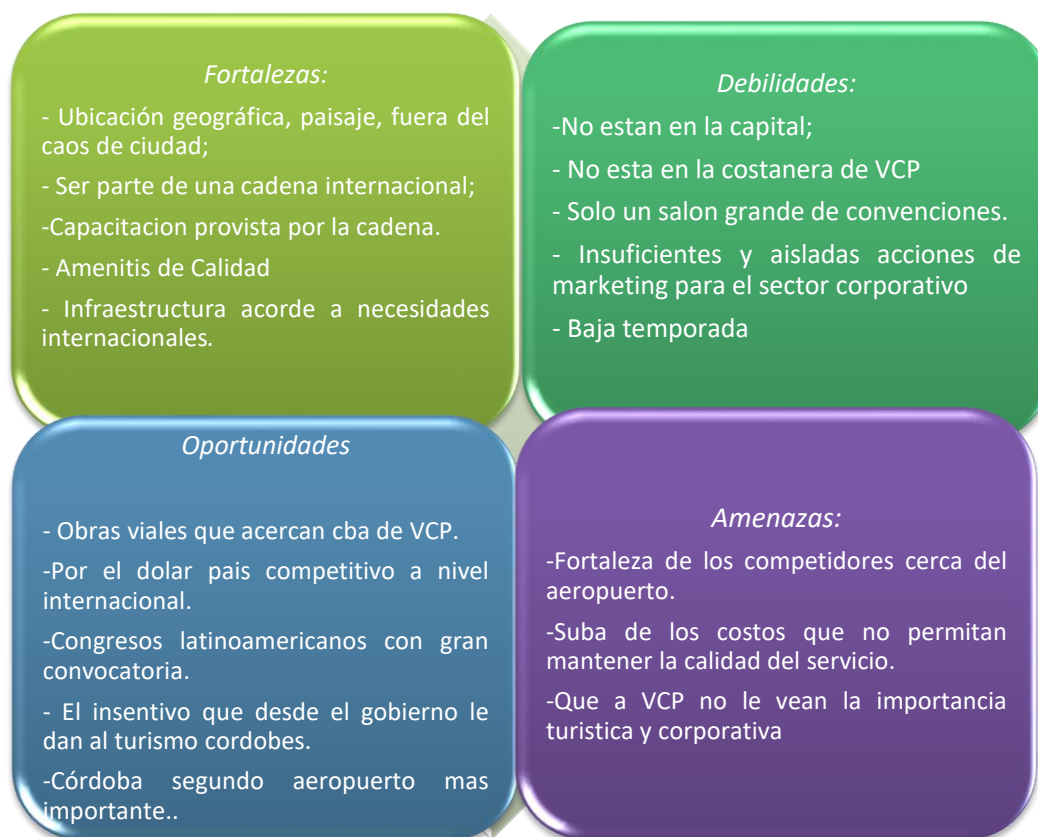 Fortalezas:
- Ubicación geográfica, paisaje, fuera del
caos de ciudad;
- Ser parte de una cadena internacional;
-Capacitacion provista por la cadena.
- Amenitis de Calidad
- Infraestructura acorde a necesidades
internacionales.
Debilidades:
-No estan en la capital;
- No esta en la costanera de VCP
- Solo un salon grande de convenciones.
- Insuficientes y aisladas acciones de
marketing para el sector corporativo
- Baja temporada
Oportunidades
- Obras viales que acercan cba de VCP.
-Por el dolar pais competitivo a nivel
internacional.
-Congresos latinoamericanos con gran
convocatoria.
- El insentivo que desde el gobierno le
dan al turismo cordobes.
-Córdoba segundo aeropuerto mas
importante..
Amenazas:
-Fortaleza de los competidores cerca del
aeropuerto.
-Suba de los costos que no permitan
mantener la calidad del servicio.
-Que a VCP no le vean la importancia
turistica y corporativa